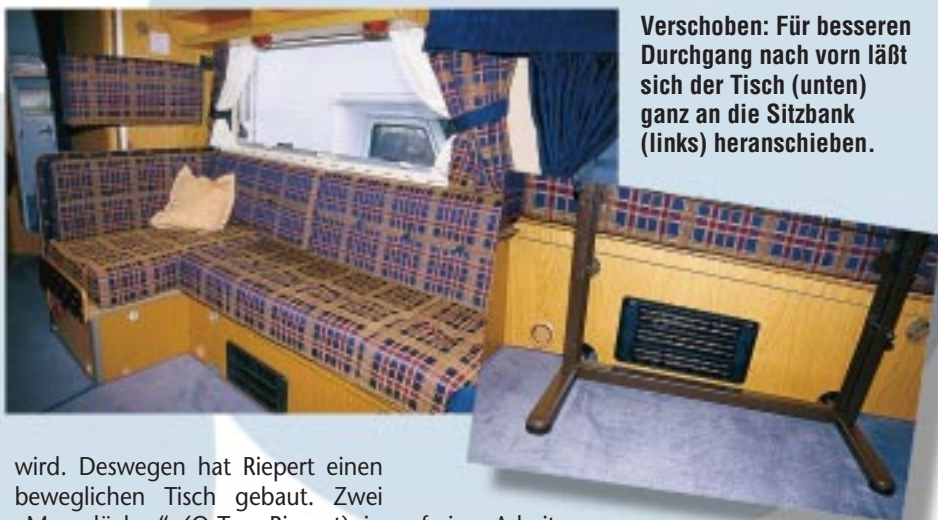 Verschoben: Für besseren
Durchgang nach vorn läßt
sich der Tisch (unten)
ganz an die Sitzbank
(links) heranschieben.
wird. Deswegen hat Riepert einen
beweglichen Tisch gebaut. Zwei